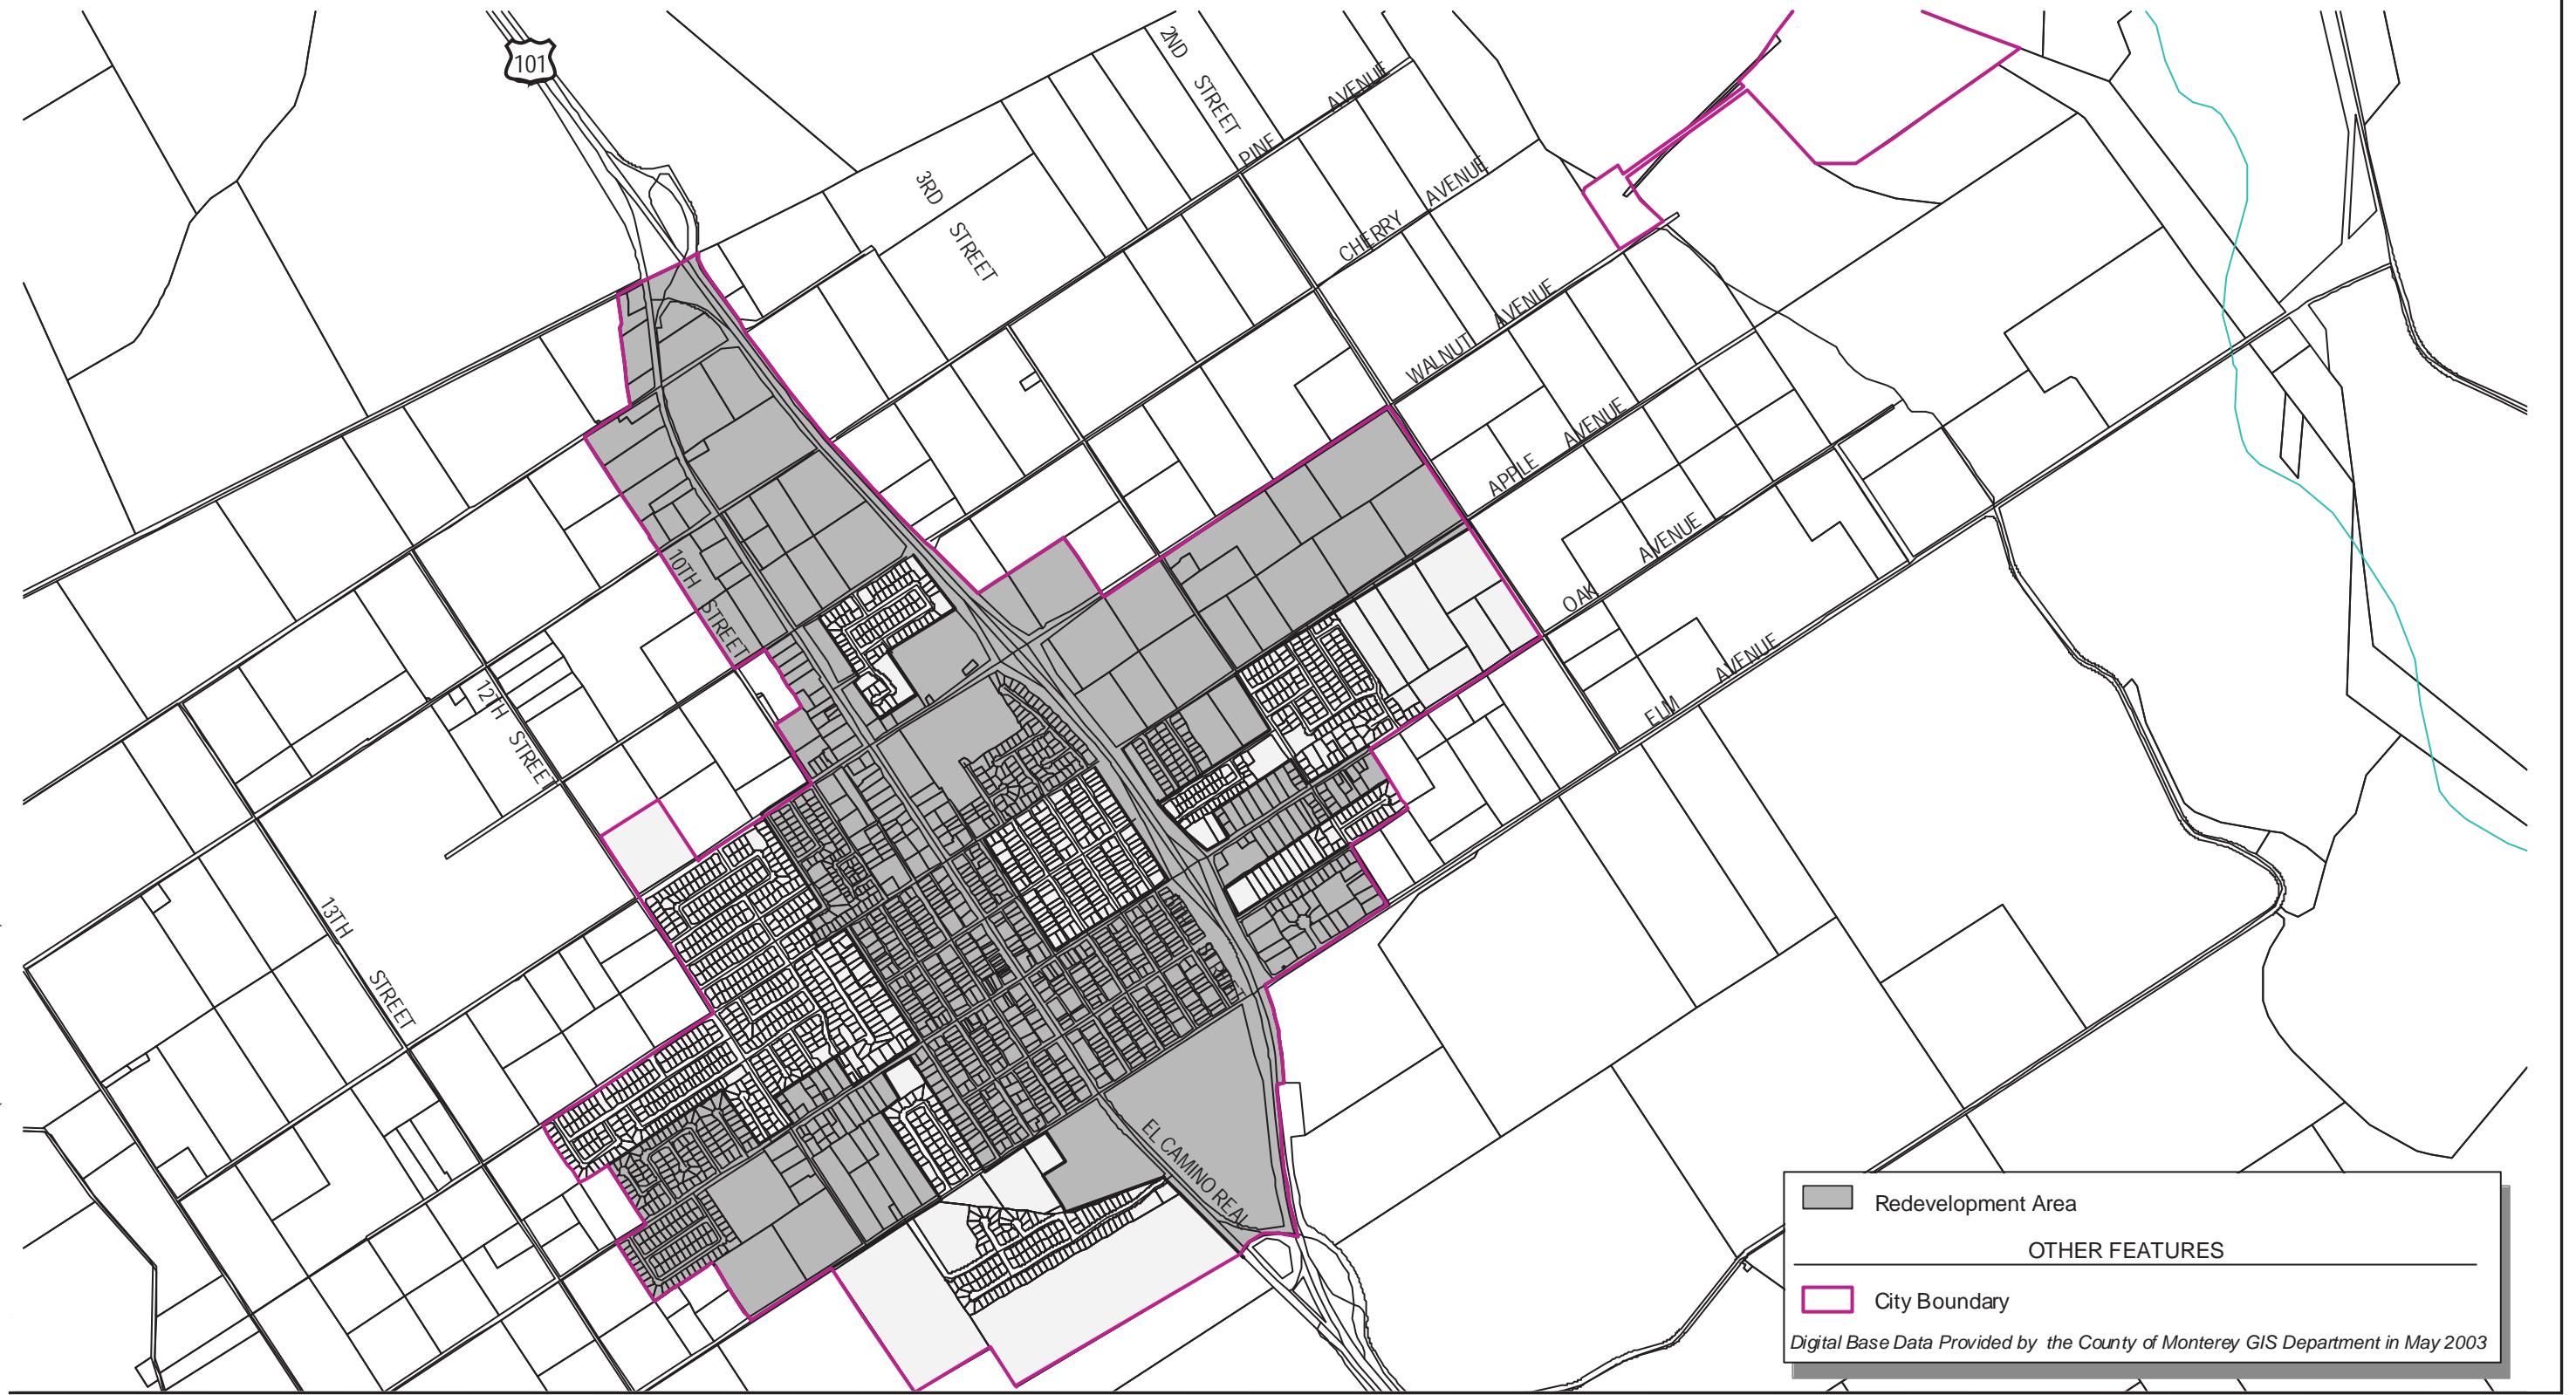 101
2ND STREET
PINE AVENUE
3RD STREET
CHERRY AVENUE
WALNUT AVENUE
APPLE AVENUE
OAK AVENUE
ELM AVENUE
10TH STREET
12TH STREET
13TH STREET
EL CAMINO REAL
Redevelopment Area
OTHER FEATURES
City Boundary
Digital Base Data Provided by the County of Monterey GIS Department in May 2003